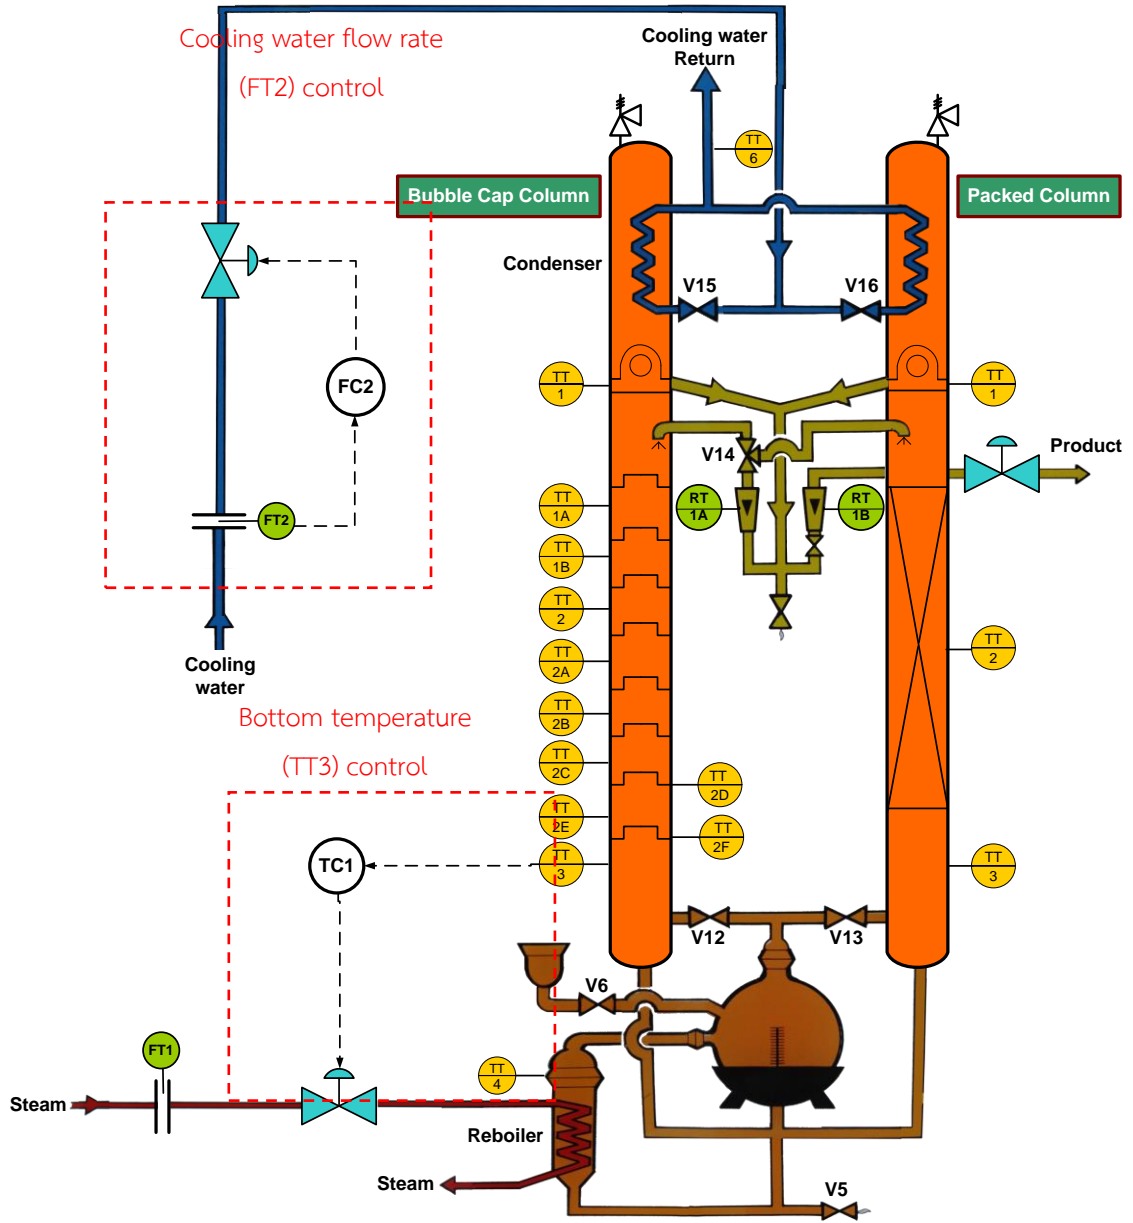 Cooling water flow rate
(FT2) control
Cooling water
Return
TT
6
Bubble Cap Column
Packed Column
Condenser
V15
V16
FC2
TT
1
TT
1
V14
Product
TT
1A
RT
1A
RT
1B
FT2
TT
1B
TT
2
TT
2
Cooling
water
TT
2A
Bottom temperature
(TT3) control
TT
2B
TT
2C
TT
2D
TT
2E
TT
2F
TC1
TT
3
TT
3
V12
V13
V6
FT1
TT
4
Steam
Reboiler
Steam
V5